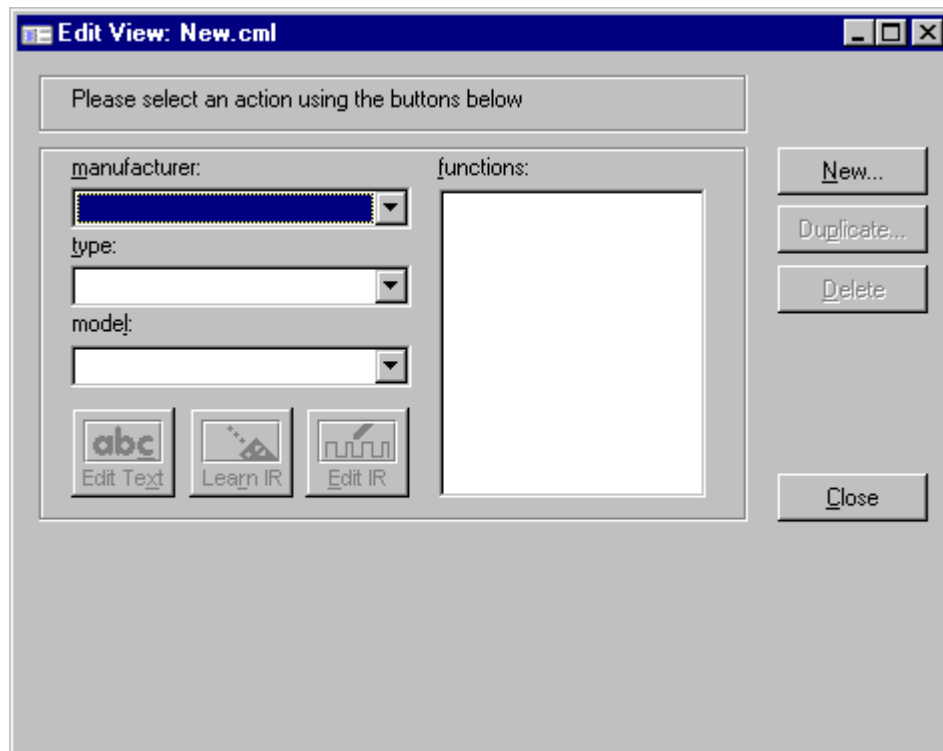 Edit View: New.cml
Please select an action using the buttons below
manufacturer:
type:
model:
abc
Edit Text
Learn IR
Edit IR
functions:
New...
Duplicate...
Delete
Close